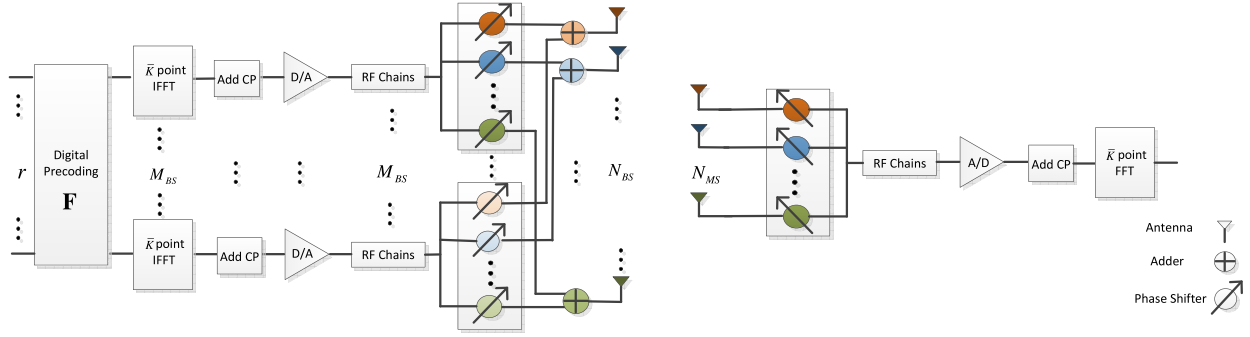 r
Digital
Precoding
F
K̅ point
IFFT
Add CP
D/A
RF Chains
M_BS
M_BS
N_BS
K̅ point
IFFT
Add CP
D/A
RF Chains
N_MS
RF Chains
A/D
Add CP
K̅ point
FFT
Antenna
Adder
Phase Shifter